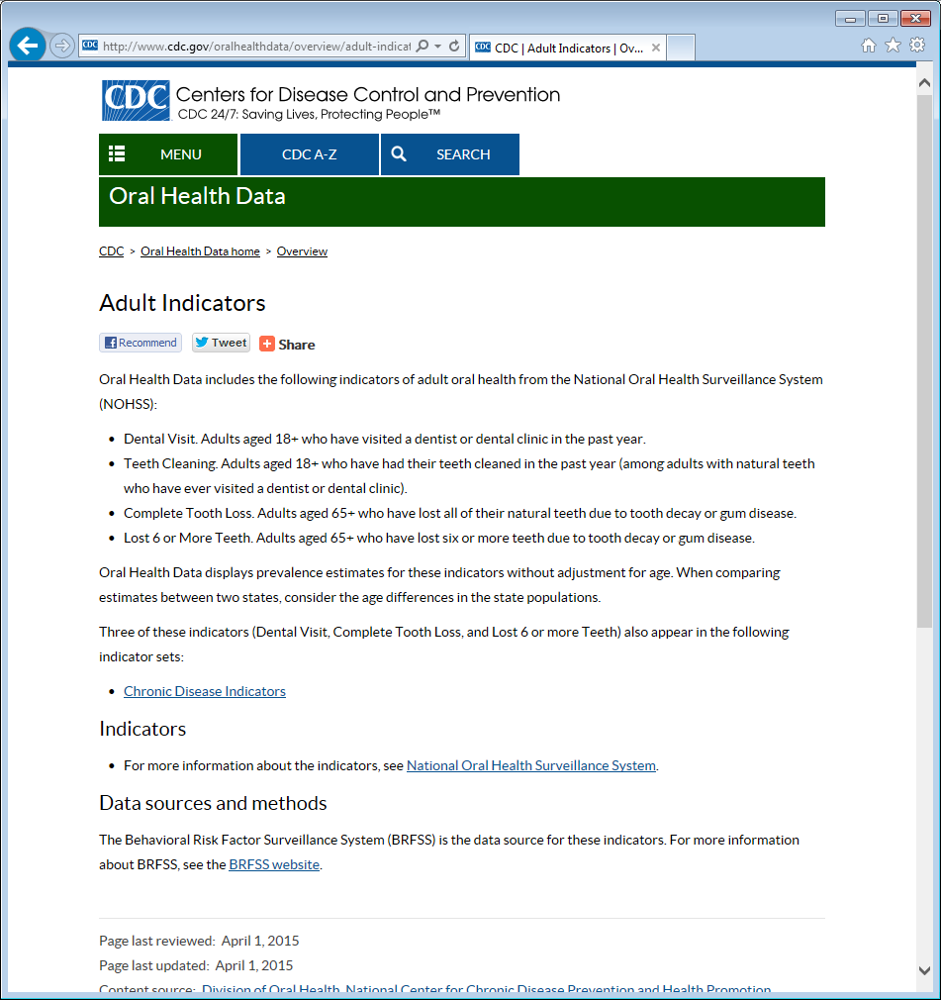 CDC http://www.cdc.gov/oralhealthdata/overview/adult-indicat
CDC CDC | Adult Indicators | Ov...
CDC Centers for Disease Control and Prevention
CDC 24/7: Saving Lives, Protecting People™
MENU CDC A-Z SEARCH
Oral Health Data
CDC > Oral Health Data home > Overview
Adult Indicators
Recommend Tweet Share
Oral Health Data includes the following indicators of adult oral health from the National Oral Health Surveillance System
(NOHSS):
• Dental Visit. Adults aged 18+ who have visited a dentist or dental clinic in the past year.
• Teeth Cleaning. Adults aged 18+ who have had their teeth cleaned in the past year (among adults with natural teeth
who have ever visited a dentist or dental clinic).
• Complete Tooth Loss. Adults aged 65+ who have lost all of their natural teeth due to tooth decay or gum disease.
• Lost 6 or More Teeth. Adults aged 65+ who have lost six or more teeth due to tooth decay or gum disease.
Oral Health Data displays prevalence estimates for these indicators without adjustment for age. When comparing
estimates between two states, consider the age differences in the state populations.
Three of these indicators (Dental Visit, Complete Tooth Loss, and Lost 6 or more Teeth) also appear in the following
indicator sets:
• Chronic Disease Indicators
Indicators
• For more information about the indicators, see National Oral Health Surveillance System.
Data sources and methods
The Behavioral Risk Factor Surveillance System (BRFSS) is the data source for these indicators. For more information
about BRFSS, see the BRFSS website.
Page last reviewed: April 1, 2015
Page last updated: April 1, 2015
Content source: Division of Oral Health, National Center for Chronic Disease Prevention and Health Promotion